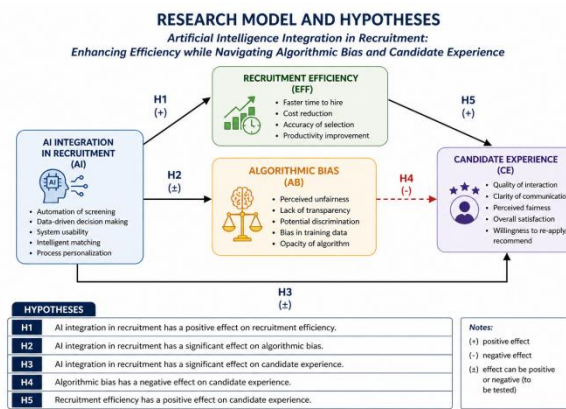 RESEARCH MODEL AND HYPOTHESES
Artificial Intelligence Integration in Recruitment:
Enhancing Efficiency while Navigating Algorithmic Bias and Candidate Experience
RECRUITMENT EFFICIENCY
(EFF)
• Faster time to hire
• Cost reduction
• Accuracy of selection
• Productivity improvement
H1
(+)
H5
(+)
AI INTEGRATION
IN RECRUITMENT
(AI)
AI
• Automation of screening
• Data-driven decision making
• System usability
• Intelligent matching
• Process personalization
H2
(±)
ALGORITHMIC BIAS
(AB)
• Perceived unfairness
• Lack of transparency
• Potential discrimination
• Bias in training data
• Opacity of algorithm
H4
(-)
CANDIDATE EXPERIENCE
(CE)
• Quality of interaction
• Clarity of communication
• Perceived fairness
• Overall satisfaction
• Willingness to re-apply/
recommend
H3
(±)
HYPOTHESES
H1 AI integration in recruitment has a positive effect on recruitment efficiency.
H2 AI integration in recruitment has a significant effect on algorithmic bias.
H3 AI integration in recruitment has a significant effect on candidate experience.
H4 Algorithmic bias has a negative effect on candidate experience.
H5 Recruitment efficiency has a positive effect on candidate experience.
Notes:
(+) positive effect
(-) negative effect
(±) effect can be positive
or negative (to
be tested)